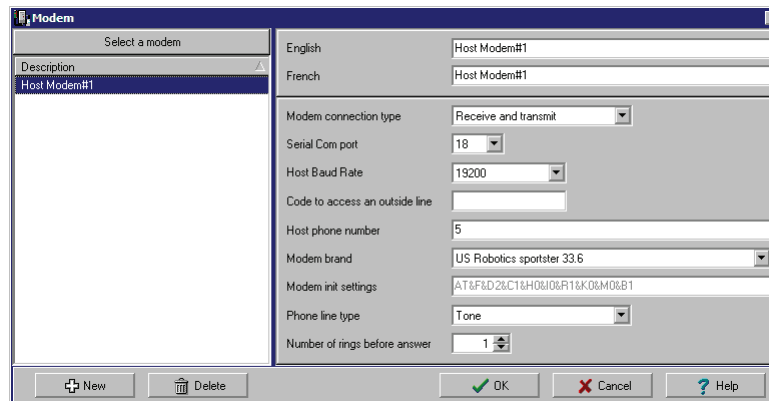 Modem
Select a modem
Description
Host Modem#1
English Host Modem#1
French Host Modem#1
Modem connection type Receive and transmit
Serial Com port 18
Host Baud Rate 19200
Code to access an outside line
Host phone number 5
Modem brand US Robotics sportster 33.6
Modem init settings AT&F&D2&C1&H0&I0&R1&K0&M0&B1
Phone line type Tone
Number of rings before answer 1
New Delete OK Cancel Help